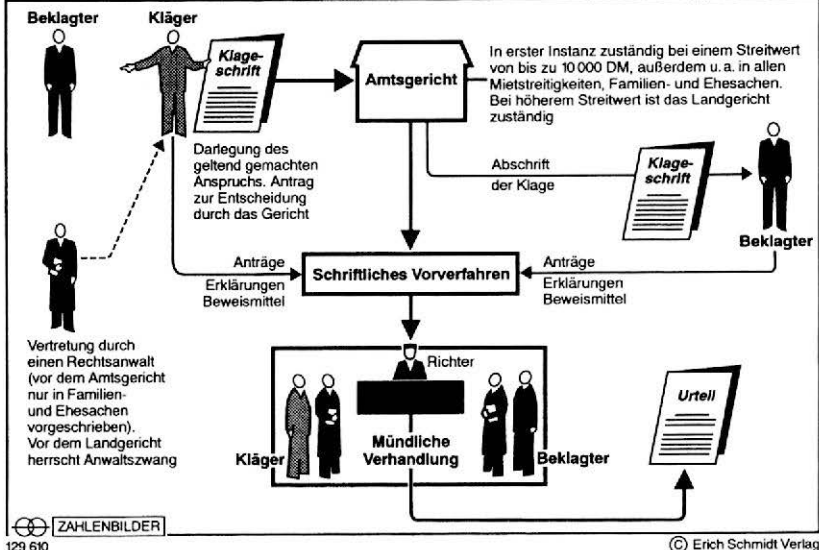 Beklagter
Kläger
Klage-
schrift
Amtsgericht
In erster Instanz zuständig bei einem Streitwert
von bis zu 10 000 DM, außerdem u. a. in allen
Mietstreitigkeiten, Familien- und Ehesachen.
Bei höherem Streitwert ist das Landgericht
zuständig
Darlegung des
geltend gemachten
Anspruchs. Antrag
zur Entscheidung
durch das Gericht
Abschrift
der Klage
Klage-
schrift
Beklagter
Anträge
Erklärungen
Beweismittel
Schriftliches Vorverfahren
Anträge
Erklärungen
Beweismittel
Vertretung durch
einen Rechtsanwalt
(vor dem Amtsgericht
nur in Familien-
und Ehesachen
vorgeschrieben).
Vor dem Landgericht
herrscht Anwaltszwang
Richter
Kläger
Mündliche
Verhandlung
Beklagter
Urteil
ZAHLENBILDER
129 610
© Erich Schmidt Verlag